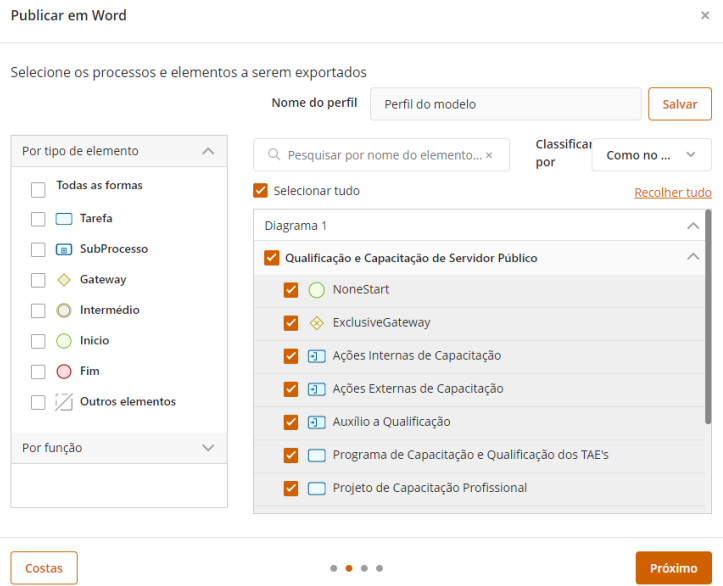 Publicar em Word
×
Selecione os processos e elementos a serem exportados
Nome do perfil
Perfil do modelo
Salvar
Por tipo de elemento
Todas as formas
Tarefa
SubProcesso
Gateway
Intermédio
Inicio
Fim
Outros elementos
Por função
Pesquisar por nome do elemento... ×
Classificar
por
Como no ...
Selecionar tudo
Recolher tudo
Diagrama 1
Qualificação e Capacitação de Servidor Público
NoneStart
ExclusiveGateway
Ações Internas de Capacitação
Ações Externas de Capacitação
Auxílio a Qualificação
Programa de Capacitação e Qualificação dos TAE's
Projeto de Capacitação Profissional
Costas
Próximo